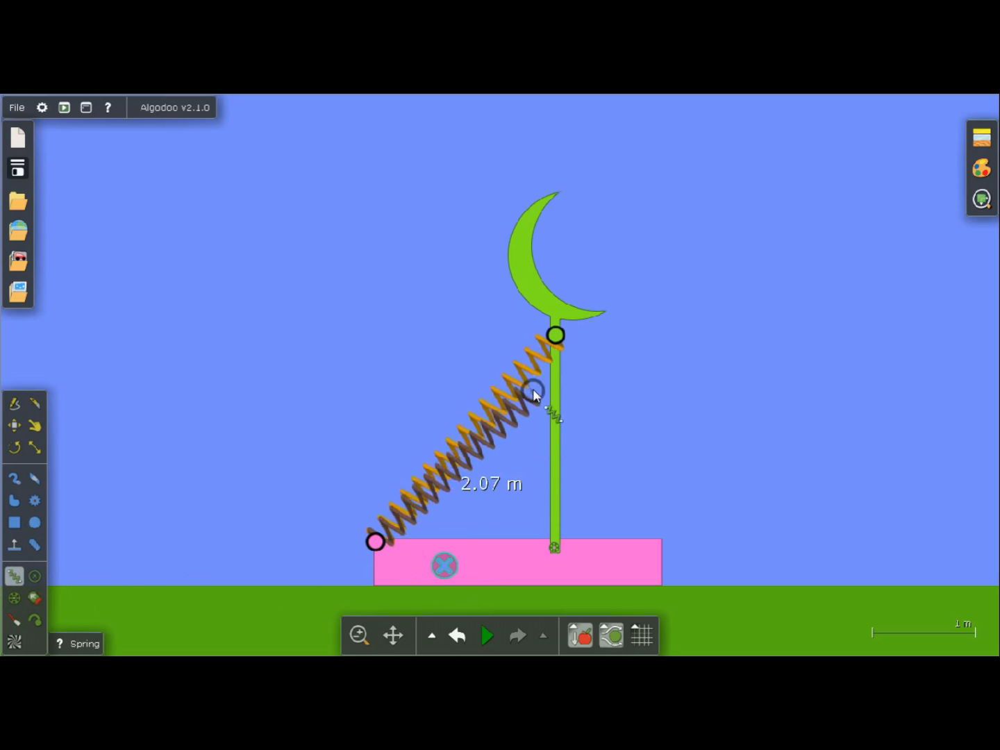 File ? Algodoo v2.1.0
2.07 m
1 m
? Spring